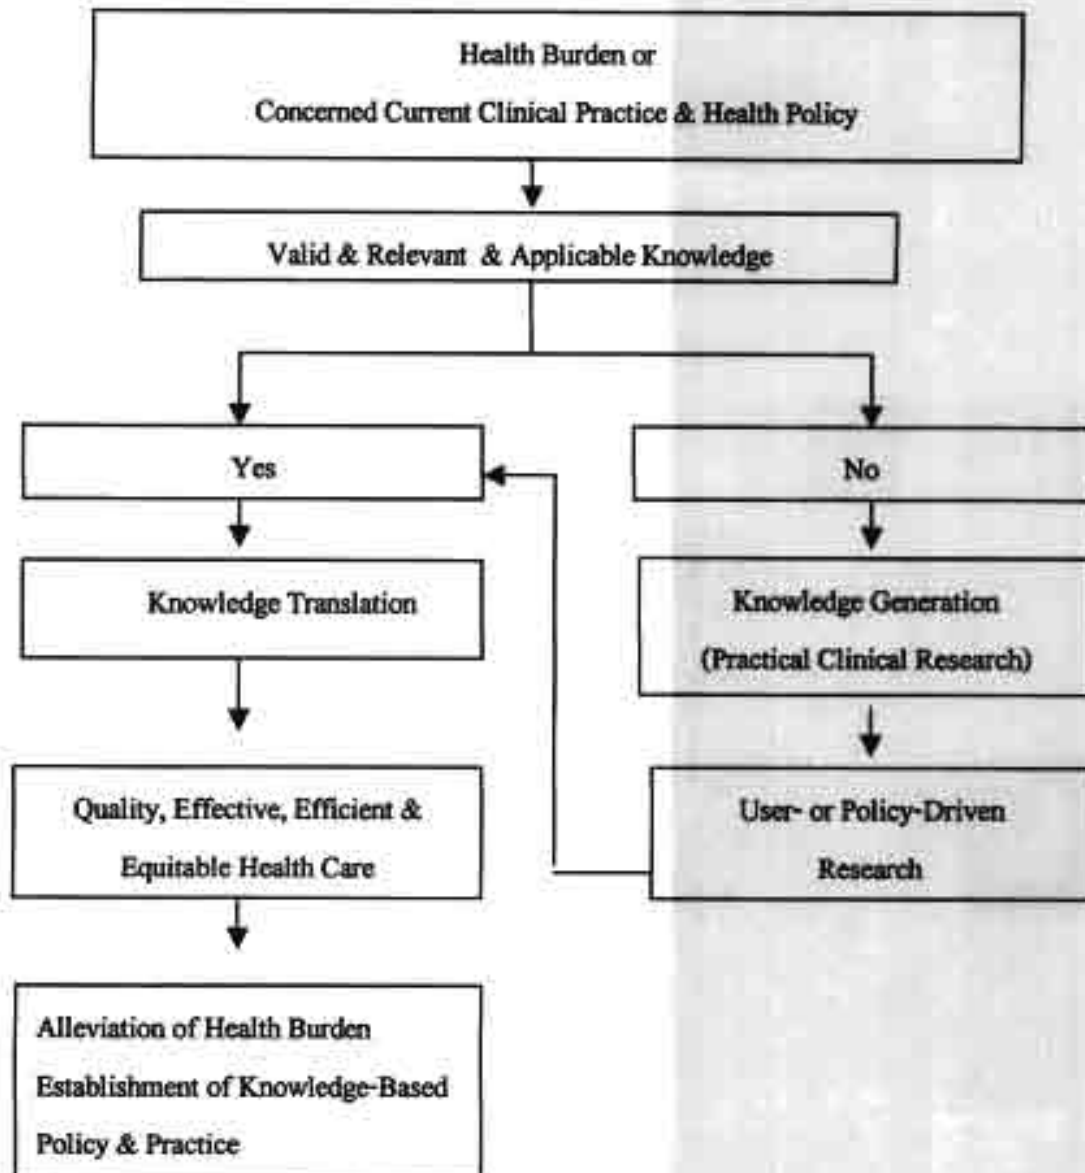 Health Burden or
Concerned Current Clinical Practice & Health Policy
Valid & Relevant & Applicable Knowledge
Yes
No
Knowledge Translation
Knowledge Generation
(Practical Clinical Research)
Quality, Effective, Efficient &
Equitable Health Care
User- or Policy-Driven
Research
Alleviation of Health Burden
Establishment of Knowledge-Based
Policy & Practice